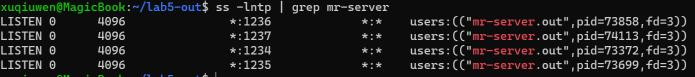 xuqiuwen@MagicBook:~/lab5-out$ ss -lntp | grep mr-server
LISTEN 0      4096               *:1236             *:*    users:(("mr-server.out",pid=73858,fd=3))
LISTEN 0      4096               *:1237             *:*    users:(("mr-server.out",pid=74113,fd=3))
LISTEN 0      4096               *:1234             *:*    users:(("mr-server.out",pid=73372,fd=3))
LISTEN 0      4096               *:1235             *:*    users:(("mr-server.out",pid=73699,fd=3))